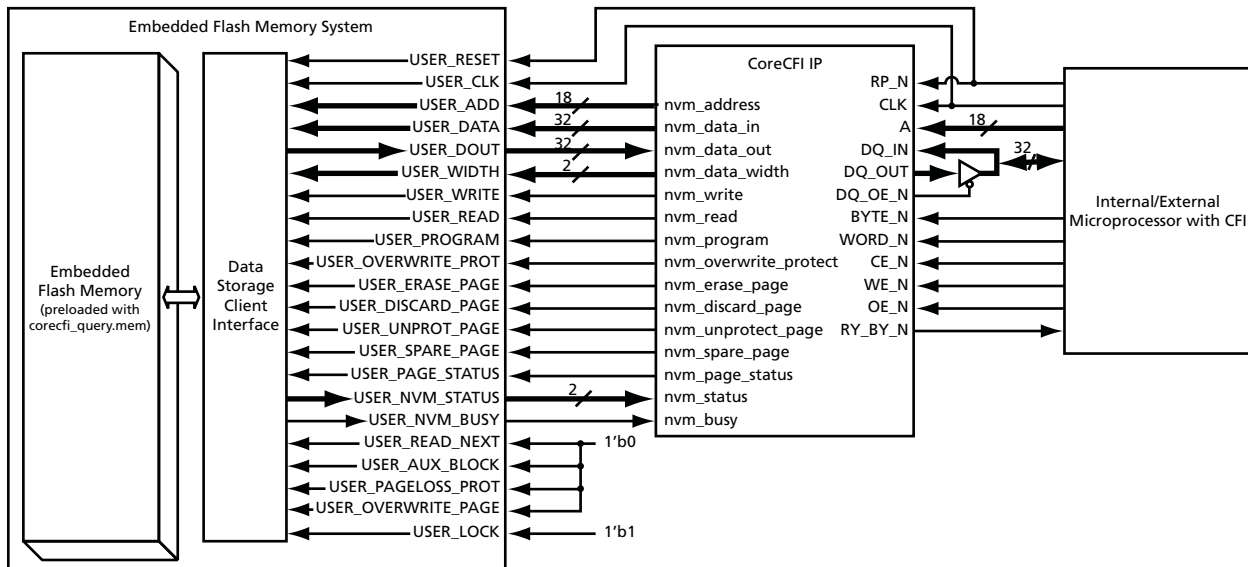 Embedded Flash Memory System
Embedded
Flash Memory
(preloaded with
corecfi_query.mem)
Data
Storage
Client
Interface
USER_RESET
USER_CLK
USER_ADD
USER_DATA
USER_DOUT
USER_WIDTH
USER_WRITE
USER_READ
USER_PROGRAM
USER_OVERWRITE_PROT
USER_ERASE_PAGE
USER_DISCARD_PAGE
USER_UNPROT_PAGE
USER_SPARE_PAGE
USER_PAGE_STATUS
USER_NVM_STATUS
USER_NVM_BUSY
USER_READ_NEXT
USER_AUX_BLOCK
USER_PAGELOSS_PROT
USER_OVERWRITE_PAGE
USER_LOCK
18
32
32
2
2
1'b0
1'b1
CoreCFI IP
nvm_address
nvm_data_in
nvm_data_out
nvm_data_width
nvm_write
nvm_read
nvm_program
nvm_overwrite_protect
nvm_erase_page
nvm_discard_page
nvm_unprotect_page
nvm_spare_page
nvm_page_status
nvm_status
nvm_busy
RP_N
CLK
A
DQ_IN
DQ_OUT
DQ_OE_N
BYTE_N
WORD_N
CE_N
WE_N
OE_N
RY_BY_N
18
32
Internal/External
Microprocessor with CFI